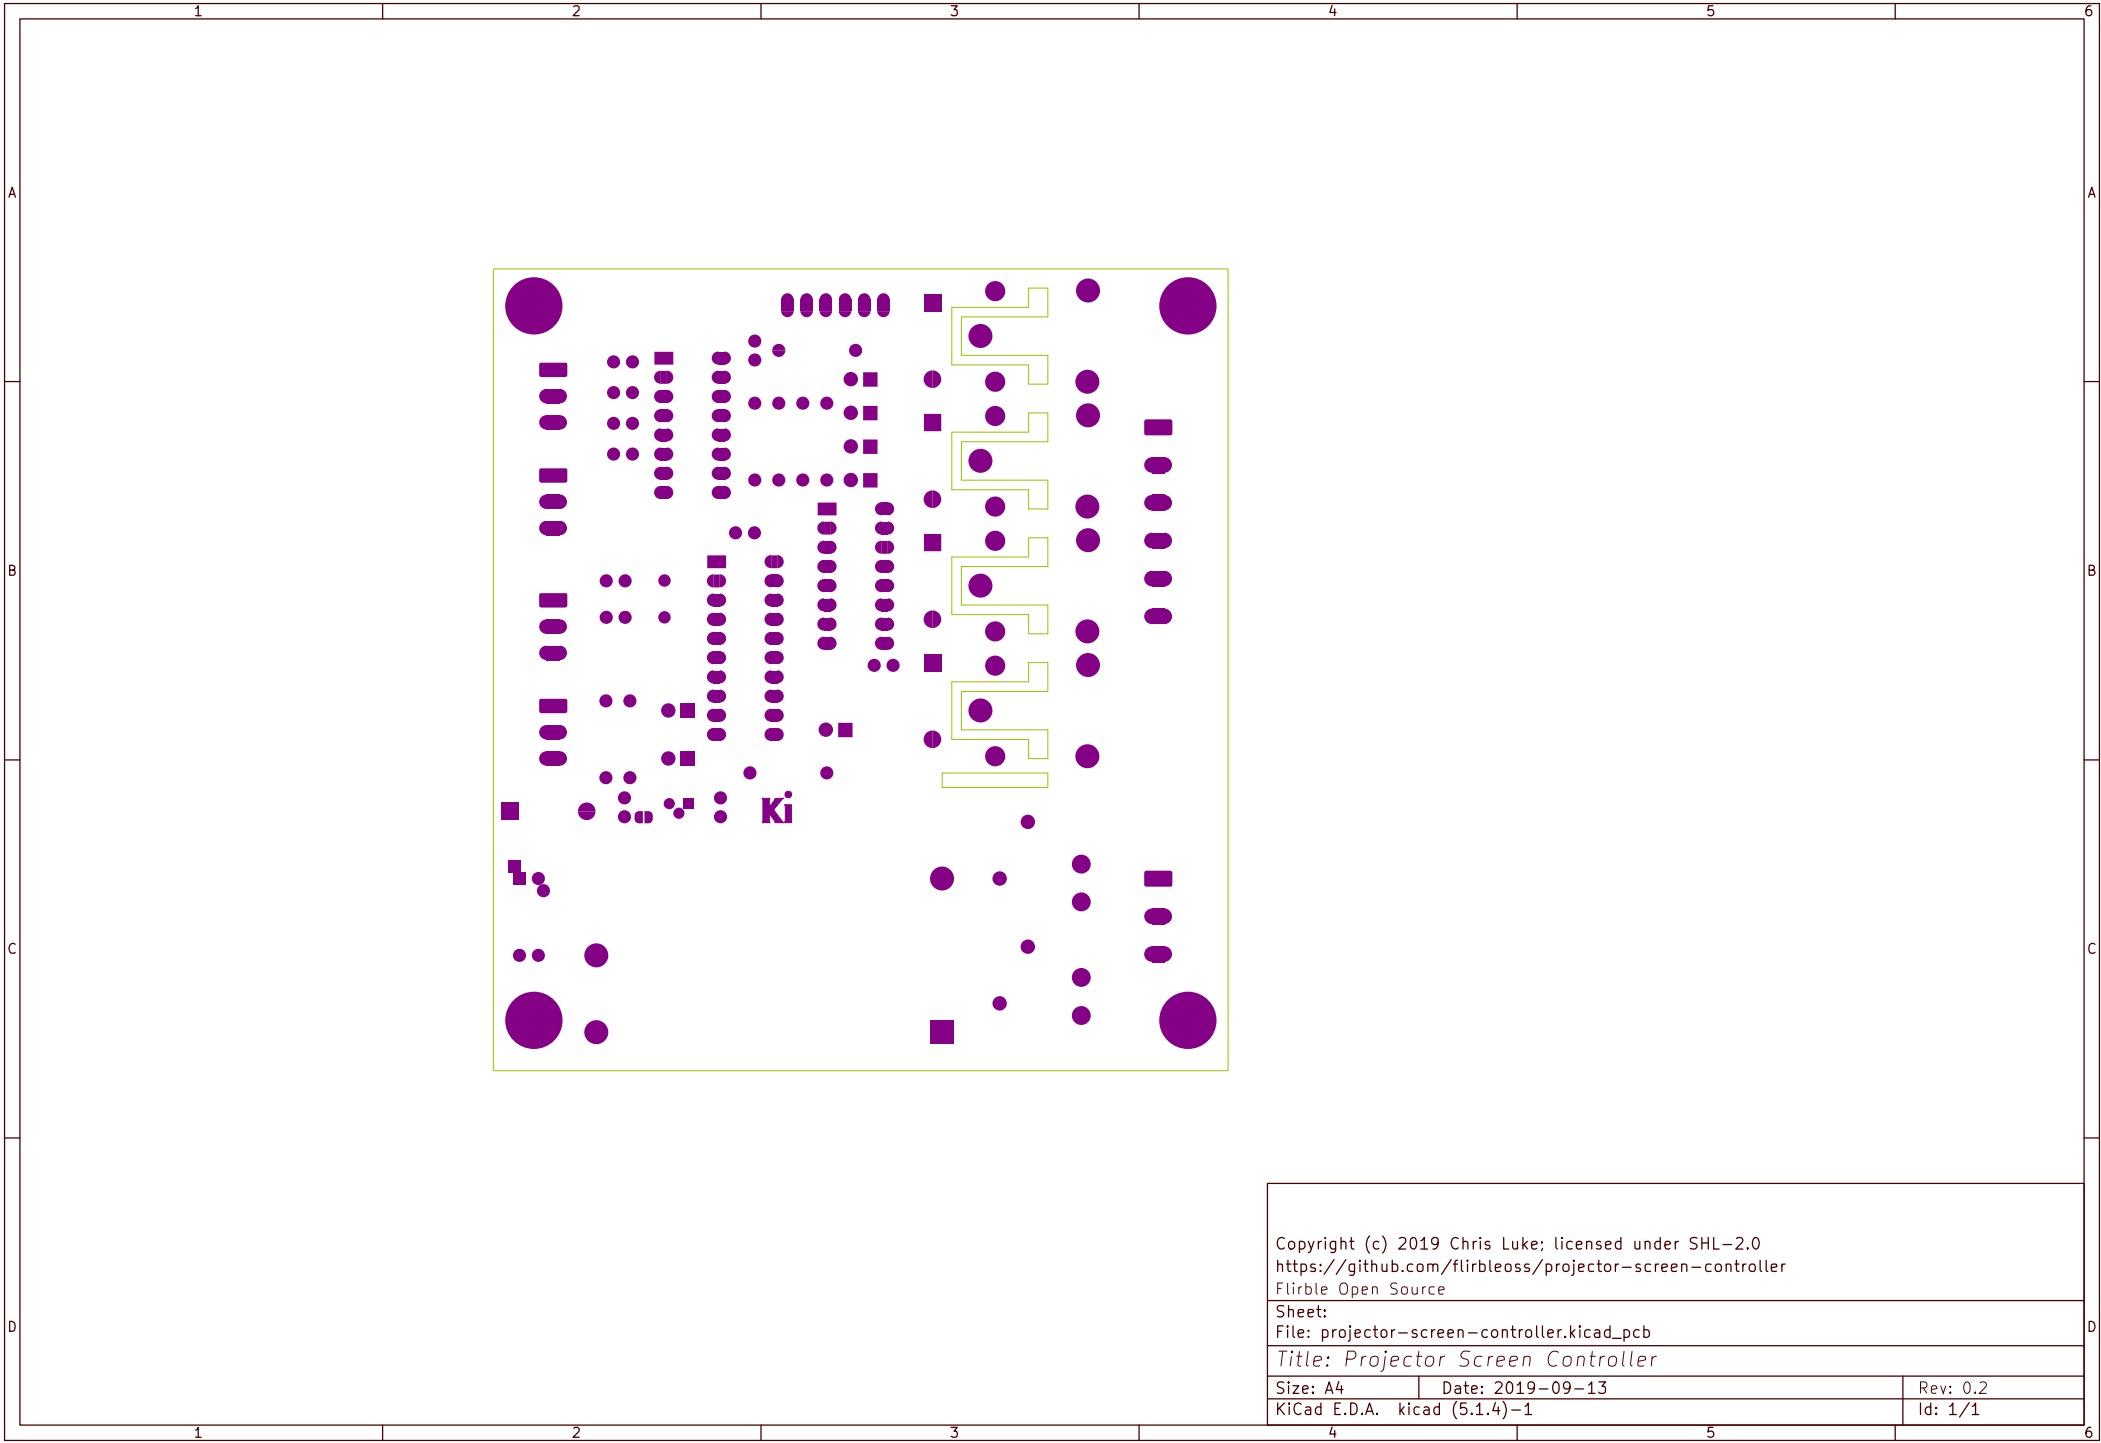 1 2 3 4 5 6
A A
Ki
B B
C C
D D
Copyright (c) 2019 Chris Luke; licensed under SHL-2.0
https://github.com/flirbleoss/projector-screen-controller
Flirble Open Source
Sheet:
File: projector-screen-controller.kicad_pcb
Title: Projector Screen Controller
Size: A4 Date: 2019-09-13 Rev: 0.2
KiCad E.D.A. kicad (5.1.4)-1 Id: 1/1
1 2 3 4 5 6